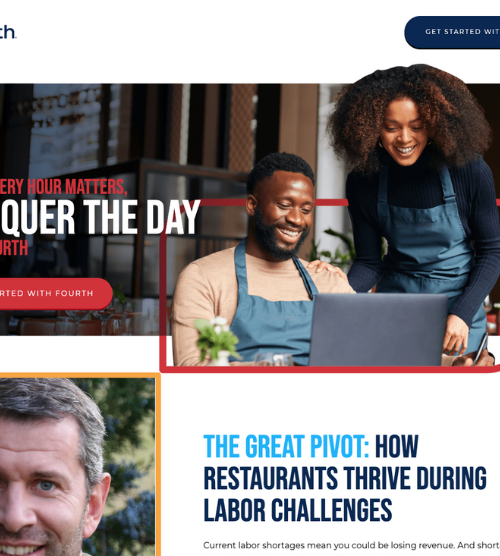 th
GET STARTED WIT
ERY HOUR MATTERS,
QUER THE DAY
URTH
RTED WITH FOURTH
THE GREAT PIVOT: HOW
RESTAURANTS THRIVE DURING
LABOR CHALLENGES
Current labor shortages mean you could be losing revenue. And short